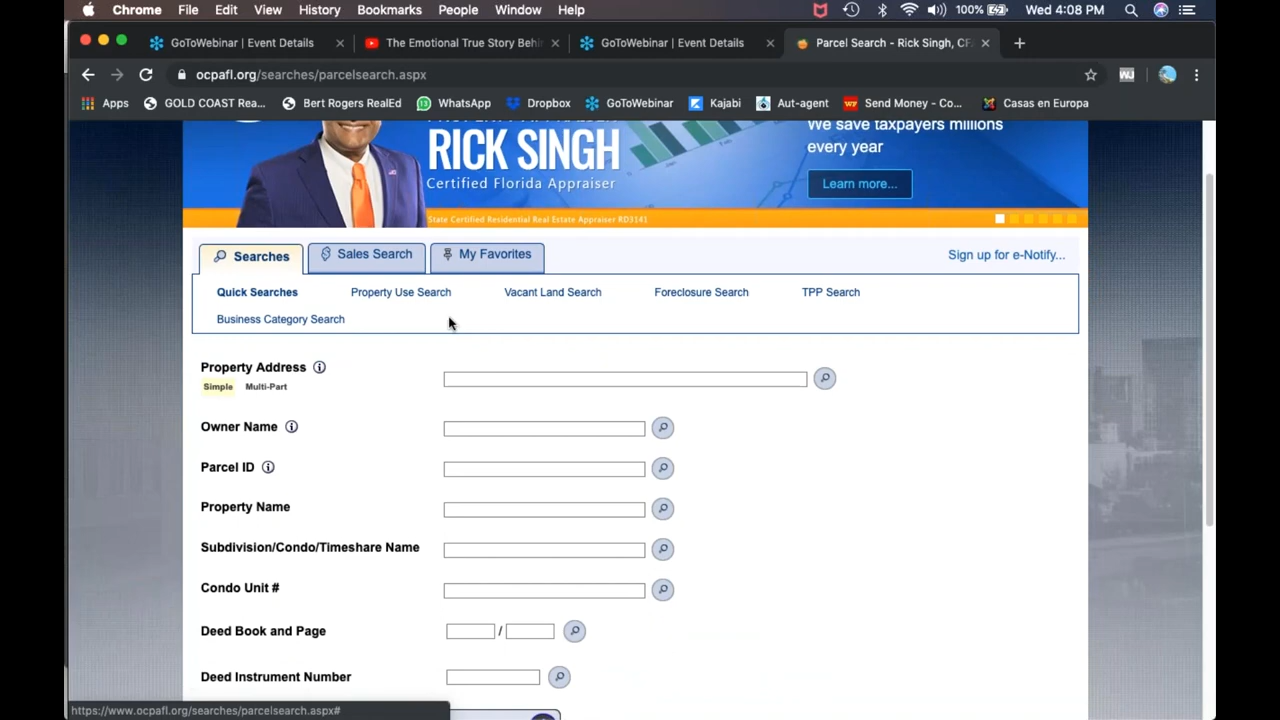 Chrome File Edit View History Bookmarks People Window Help 100% Wed 4:08 PM
GoToWebinar | Event Details The Emotional True Story Behi GoToWebinar | Event Details Parcel Search - Rick Singh, CF
ocpafl.org/searches/parcelsearch.aspx
Apps GOLD COAST Rea... Bert Rogers RealEd WhatsApp Dropbox GoToWebinar Kajabi Aut-agent Send Money - Co... Casas en Europa
We save taxpayers millions
every year
RICK SINGH
Certified Florida Appraiser
Learn more...
State Certified Residential Real Estate Appraiser RD3141
Searches Sales Search My Favorites Sign up for e-Notify...
Quick Searches Property Use Search Vacant Land Search Foreclosure Search TPP Search
Business Category Search
Property Address
Simple Multi-Part
Owner Name
Parcel ID
Property Name
Subdivision/Condo/Timeshare Name
Condo Unit #
Deed Book and Page /
Deed Instrument Number
https://www.ocpafl.org/searches/parcelsearch.aspx#